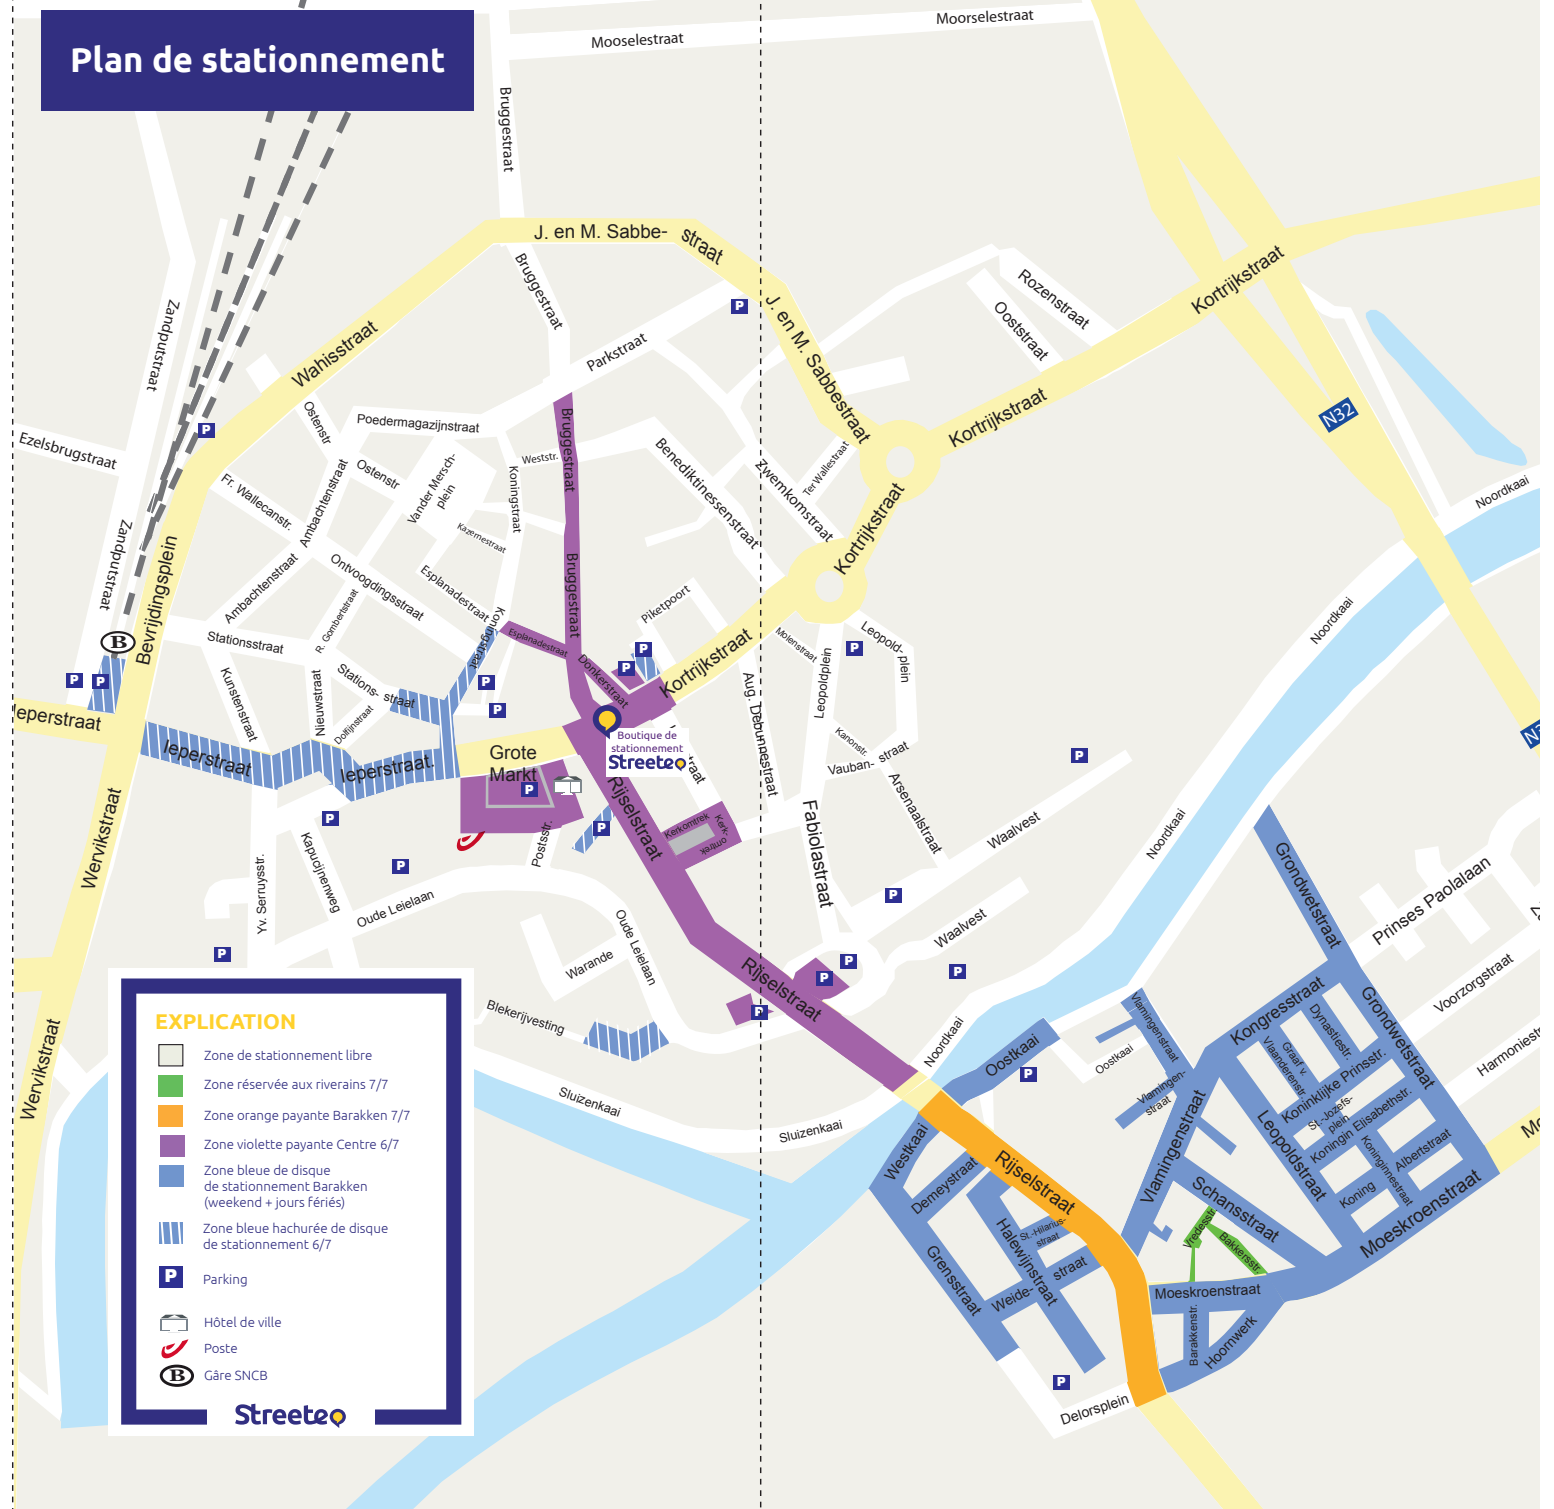 Plan de stationnement
Moorselestraat
Mooselestraat
Bruggestraat
J. en M. Sabbe-
straat
Bruggestraat
Zandputstraat
Wahisstraat
Parkstraat
J. en M. Sabbestraat
Rozenstraat
Ooststraat
Kortrijkstraat
Kortrijkstraat
N32
Ezelsbrugstraat
Ostenstr
Poedermagazijnstraat
Bruggestraat
Weststr.
Benediktinessenstraat
Zwemkomstraat
Ter Wallestraat
Kortrijkstraat
Noordkaai
Fr. Wallecanstr.
Ambachtenstraat
Ostenstr
Vander Mersch-
plein
Koningstraat
Kazernestraat
Zandputstraat
Bevrijdingsplein
Ambachtenstraat
Ontvoogdingsstraat
Esplanadestraat
Bruggestraat
R. Gombertstraat
Stationsstraat
Koningstraat
Esplanadestraat
Piketpoort
Donkerstraat
Kortrijkstraat
Molenstraat
Leopold-
plein
Leopoldplein
Noordkaai
B
Kunstenstraat
Nieuwstraat
Stations-
straat
Dolfijnstraat
Aug. Debunnestraat
Kanonstr.
Vauban-
straat
Arsenaalstraat
Ieperstraat
Ieperstraat
Ieperstraat.
Grote
Markt
Boutique de
stationnement
Streeteo
Rijselstraat
Kerkomtrek
Kerk-
omtrek
Fabiolastraat
Waalvest
Waalvest
Noordkaai
Wervikstraat
Yv. Serruysstr.
Kapucijnenweg
Postsstr.
Oude Leielaan
Oude Leielaan
Warande
Blekerijvesting
Rijselstraat
Noordkaai
Grondwetstraat
Prinses Paolalaan
Voorzorgstraat
Wervikstraat
Sluizenkaai
Sluizenkaai
Oostkaai
Oostkaai
Vlamingenstraat
Vlamingen-
straat
Kongresstraat
Dynastiestr.
Graaf v.
Vlaanderenstr.
Grondwetstraat
Koninklijke Prinsstr.
St.-Jozefs-
plein
Koningin Elisabethstr.
Koninginnestraat
Albertstraat
Koning
Leopoldstraat
Moeskroenstraat
Westkaai
Demeystraat
Rijselstraat
Vlamingenstraat
Schansstraat
Vredesstr.
Bakkersstr.
Halewijnstraat
St.-Hilarius-
straat
Weide-
straat
Grensstraat
Moeskroenstraat
Barakkenstr.
Hoornwerk
Delorsplein
EXPLICATION
Zone de stationnement libre
Zone réservée aux riverains 7/7
Zone orange payante Barakken 7/7
Zone violette payante Centre 6/7
Zone bleue de disque
de stationnement Barakken
(weekend + jours fériés)
Zone bleue hachurée de disque
de stationnement 6/7
P Parking
Hôtel de ville
Poste
B Gâre SNCB
Streeteo